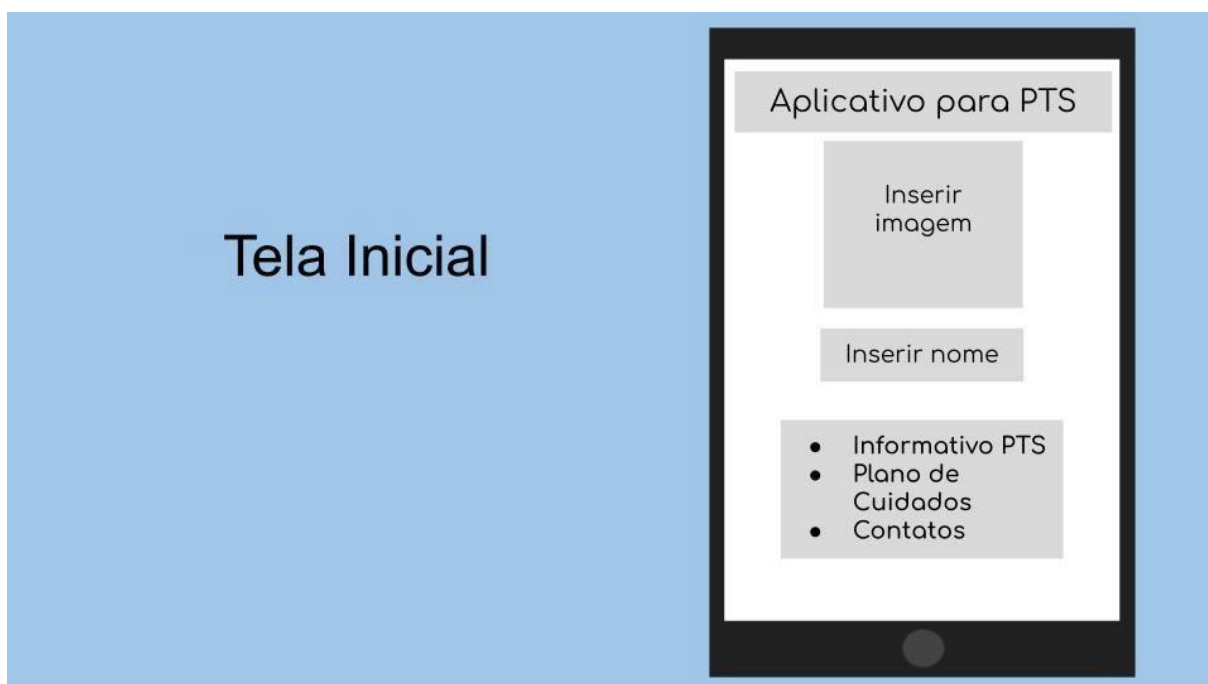 Tela Inicial
Aplicativo para PTS
Inserir
imagem
Inserir nome
● Informativo PTS
● Plano de
Cuidados
● Contatos